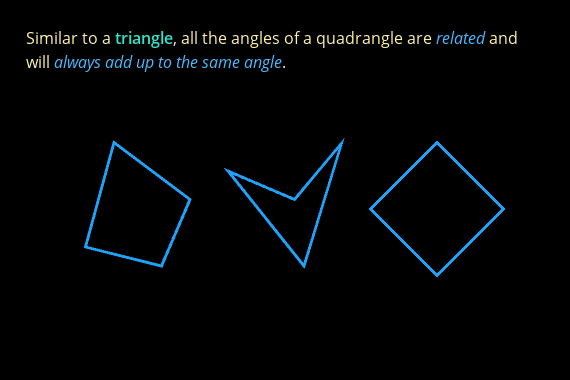 Similar to a triangle, all the angles of a quadrangle are related and
will always add up to the same angle.